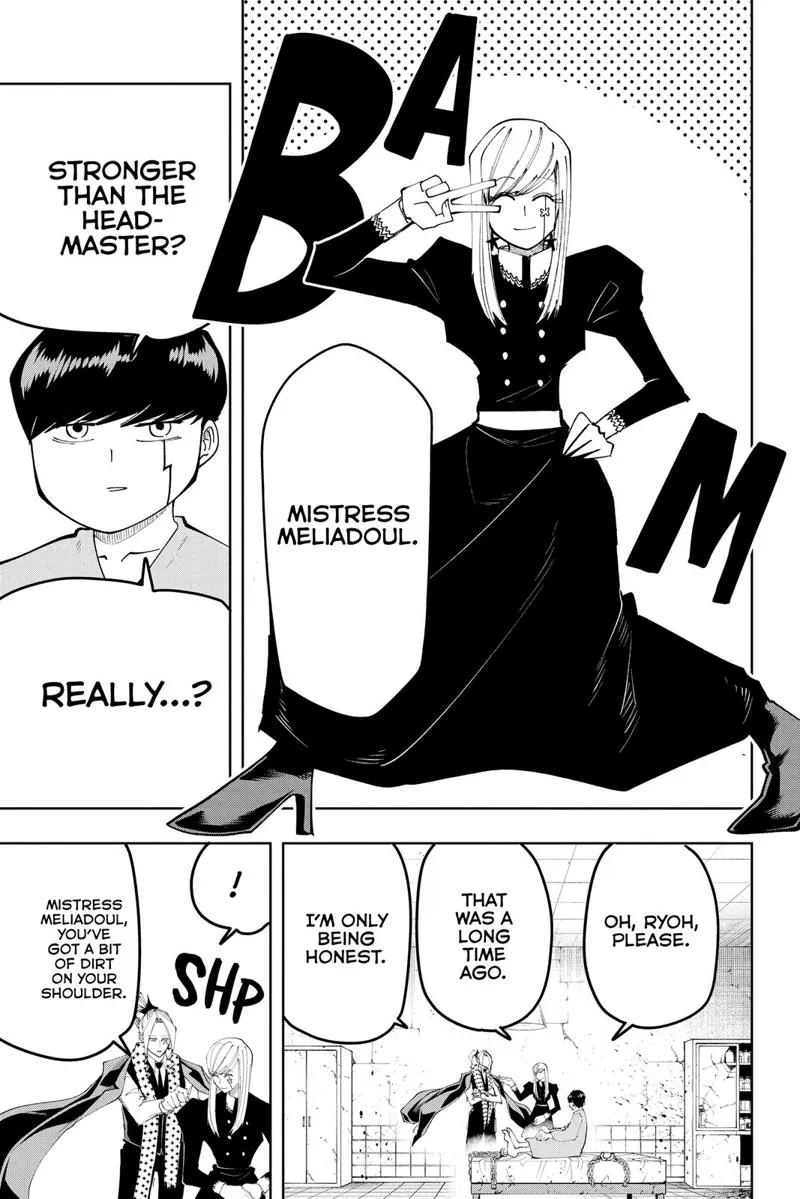 BAM
MISTRESS
MELIADOUL.
STRONGER
THAN THE
HEAD-
MASTER?
REALLY...?
OH, RYOH,
PLEASE.
THAT
WAS A
LONG
TIME
AGO.
I'M ONLY
BEING
HONEST.
!
SHP
MISTRESS
MELIADOUL,
YOU'VE
GOT A BIT
OF DIRT
ON YOUR
SHOULDER.